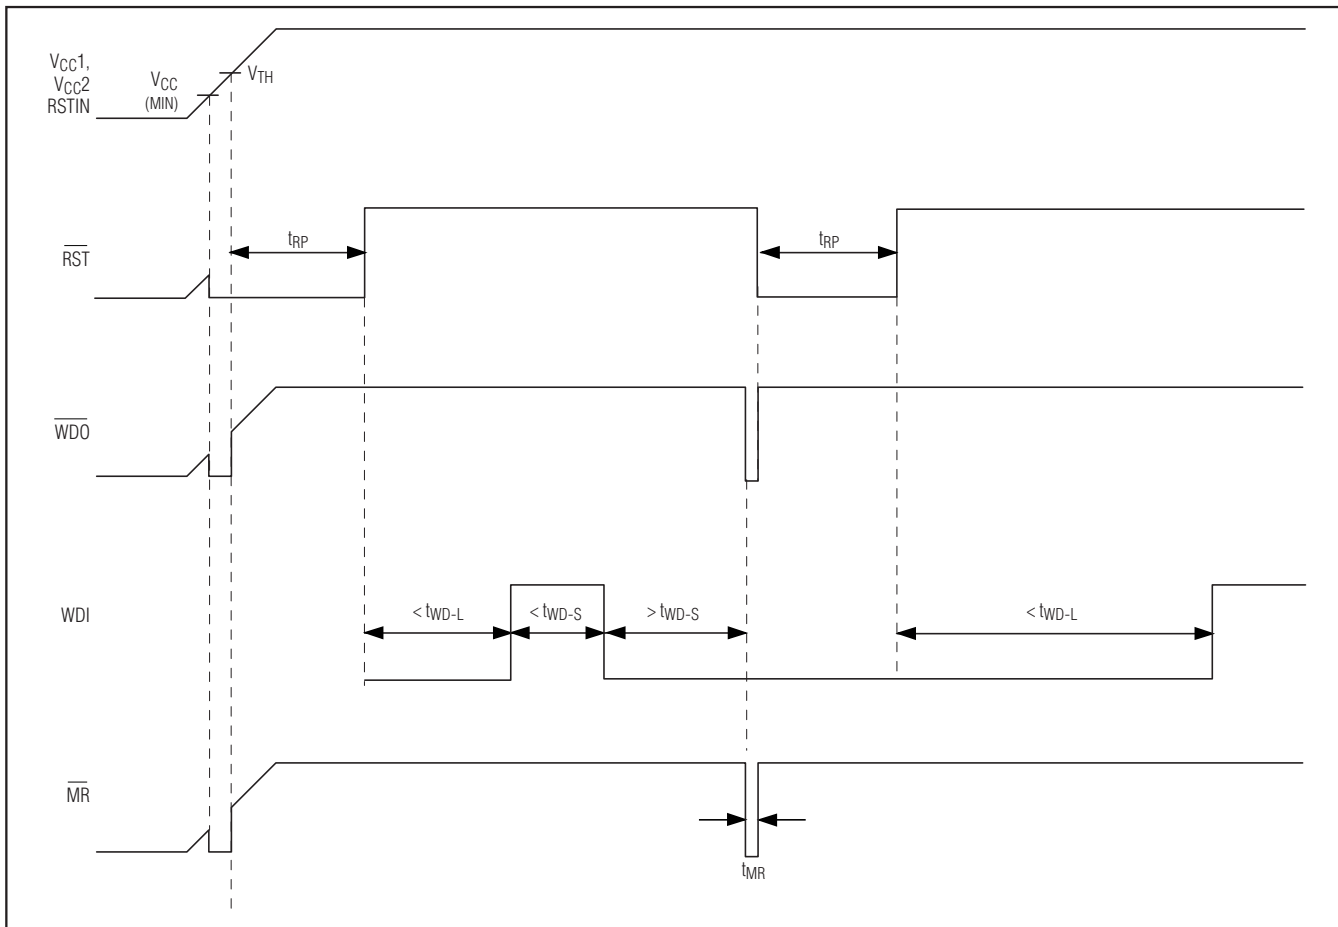 VCC1,
VCC2
RSTIN
VCC
(MIN)
VTH
RST
tRP
tRP
WDO
WDI
< tWD-L
< tWD-S
> tWD-S
< tWD-L
MR
tMR